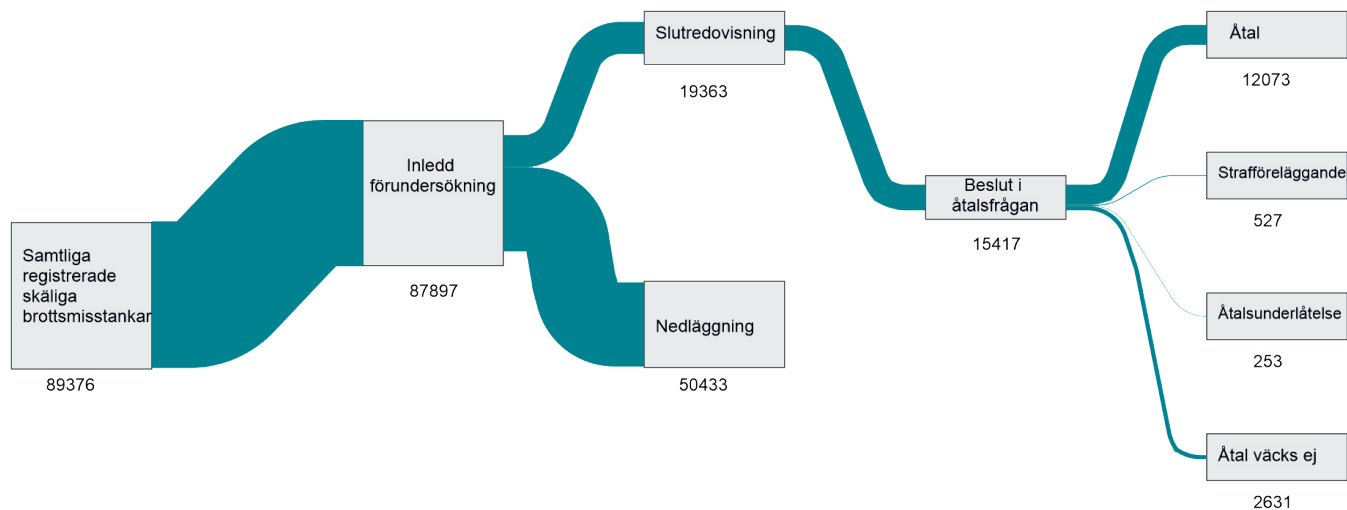 Samtliga
registrerade
skäliga
brottsmisstankar
89376
Inledd
förundersökning
87897
Slutredovisning
19363
Nedläggning
50433
Beslut i
åtalsfrågan
15417
Åtal
12073
Strafföreläggande
527
Åtalsunderlåtelse
253
Åtal väcks ej
2631